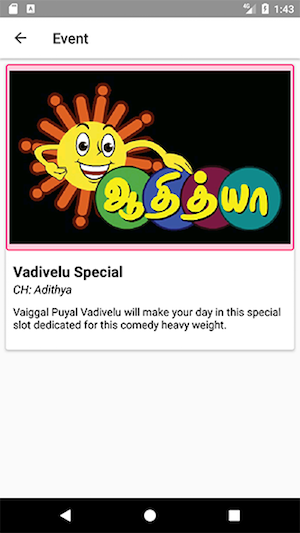 4G 1:43
Event
ஆதித்யா
Vadivelu Special
CH: Adithya
Vaiggal Puyal Vadivelu will make your day in this special
slot dedicated for this comedy heavy weight.